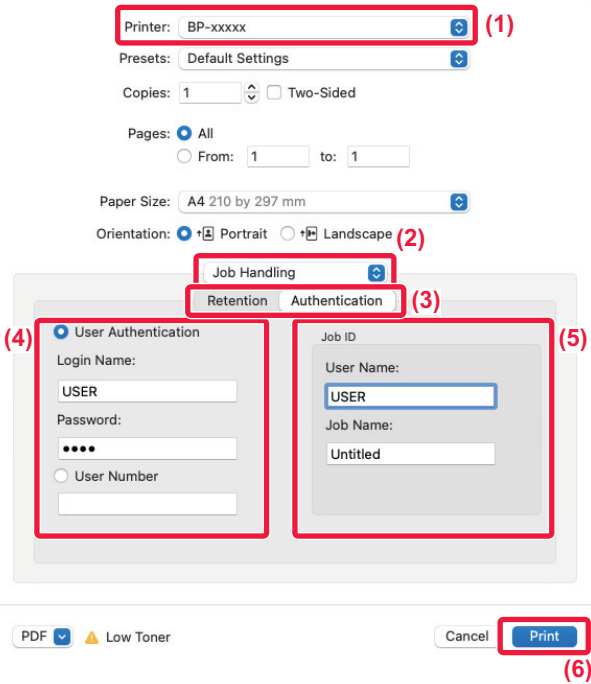 Printer: BP-xxxxx (1)
Presets: Default Settings
Copies: 1 Two-Sided
Pages: All
From: 1 to: 1
Paper Size: A4 210 by 297 mm
Orientation: Portrait Landscape (2)
Job Handling
Retention Authentication (3)
(4) User Authentication
Login Name:
USER
Password:
••••
User Number
Job ID (5)
User Name:
USER
Job Name:
Untitled
PDF Low Toner Cancel Print
(6)